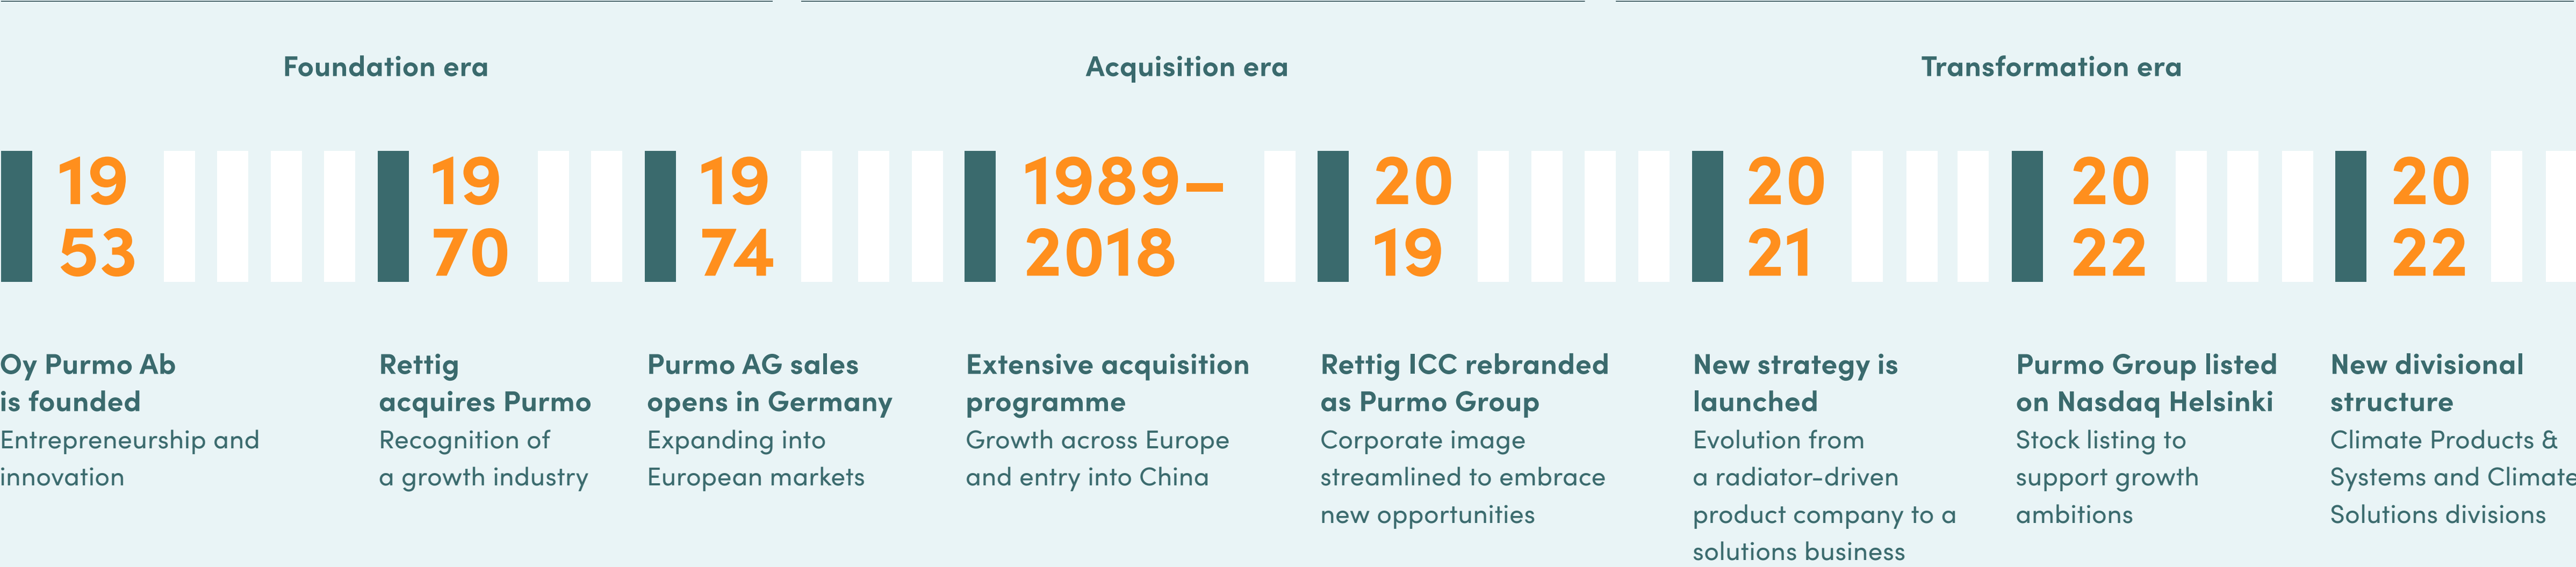 Foundation era
Acquisition era
Transformation era
19
53
Oy Purmo Ab
is founded
Entrepreneurship and
innovation
19
70
Rettig
acquires Purmo
Recognition of
a growth industry
19
74
Purmo AG sales
opens in Germany
Expanding into
European markets
1989–
2018
Extensive acquisition
programme
Growth across Europe
and entry into China
20
19
Rettig ICC rebranded
as Purmo Group
Corporate image
streamlined to embrace
new opportunities
20
21
New strategy is
launched
Evolution from
a radiator-driven
product company to a
solutions business
20
22
Purmo Group listed
on Nasdaq Helsinki
Stock listing to
support growth
ambitions
20
22
New divisional
structure
Climate Products &
Systems and Climate
Solutions divisions